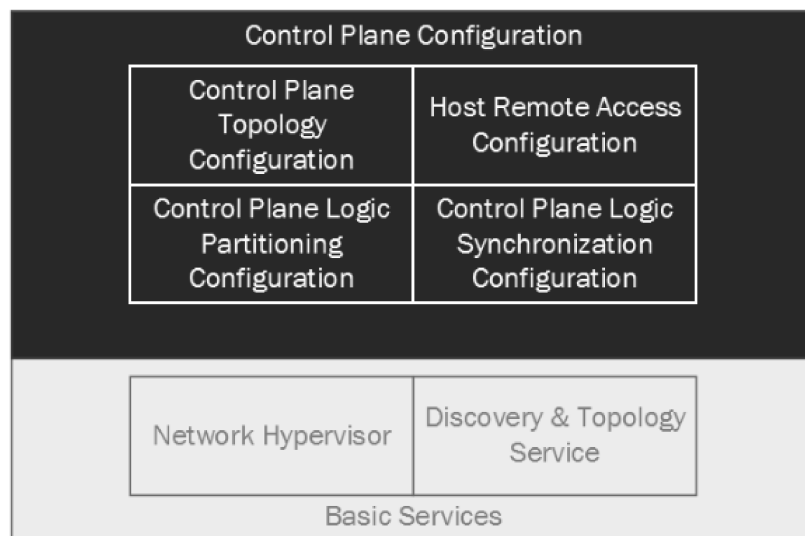 Control Plane Configuration
Control Plane
Topology
Configuration
Host Remote Access
Configuration
Control Plane Logic
Partitioning
Configuration
Control Plane Logic
Synchronization
Configuration
Network Hypervisor
Discovery & Topology
Service
Basic Services